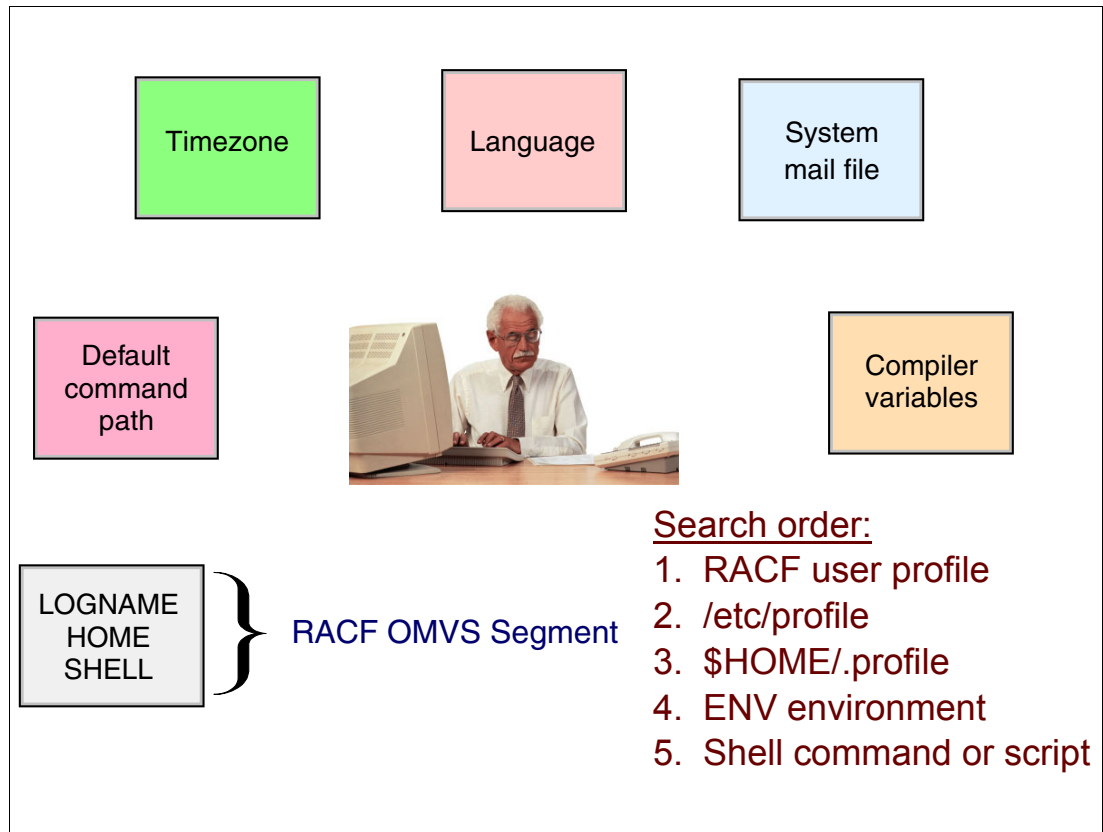 Timezone
Language
System
mail file
Default
command
path
Compiler
variables
LOGNAME
HOME
SHELL
RACF OMVS Segment
Search order:
1. RACF user profile
2. /etc/profile
3. $HOME/.profile
4. ENV environment
5. Shell command or script